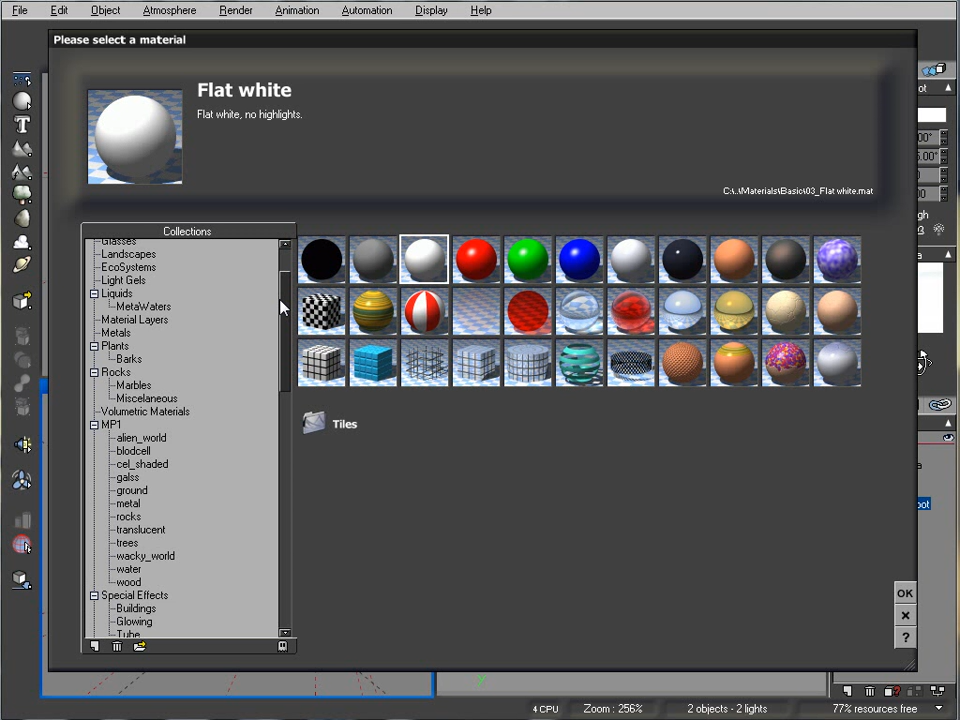 File Edit Object Atmosphere Render Animation Automation Display Help
Please select a material
Flat white
Flat white, no highlights.
C:\..\Materials\Basic\03_Flat white.mat
Collections
Glasses
Landscapes
EcoSystems
Light Gels
Liquids
MetaWaters
Material Layers
Metals
Plants
Barks
Rocks
Marbles
Miscellaneous
Volumetric Materials
MP1
alien_world
blodcell
cel_shaded
galss
ground
metal
rocks
translucent
trees
wacky_world
water
wood
Special Effects
Buildings
Glowing
Tube
Tiles
OK
?
4 CPU Zoom : 256% 2 objects - 2 lights 77% resources free